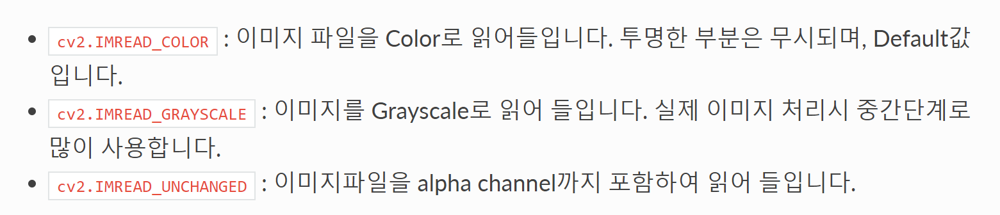 • cv2.IMREAD_COLOR : 이미지 파일을 Color로 읽어들입니다. 투명한 부분은 무시되며, Default값
입니다.
• cv2.IMREAD_GRAYSCALE : 이미지를 Grayscale로 읽어 들입니다. 실제 이미지 처리시 중간단계로
많이 사용합니다.
• cv2.IMREAD_UNCHANGED : 이미지파일을 alpha channel까지 포함하여 읽어 들입니다.